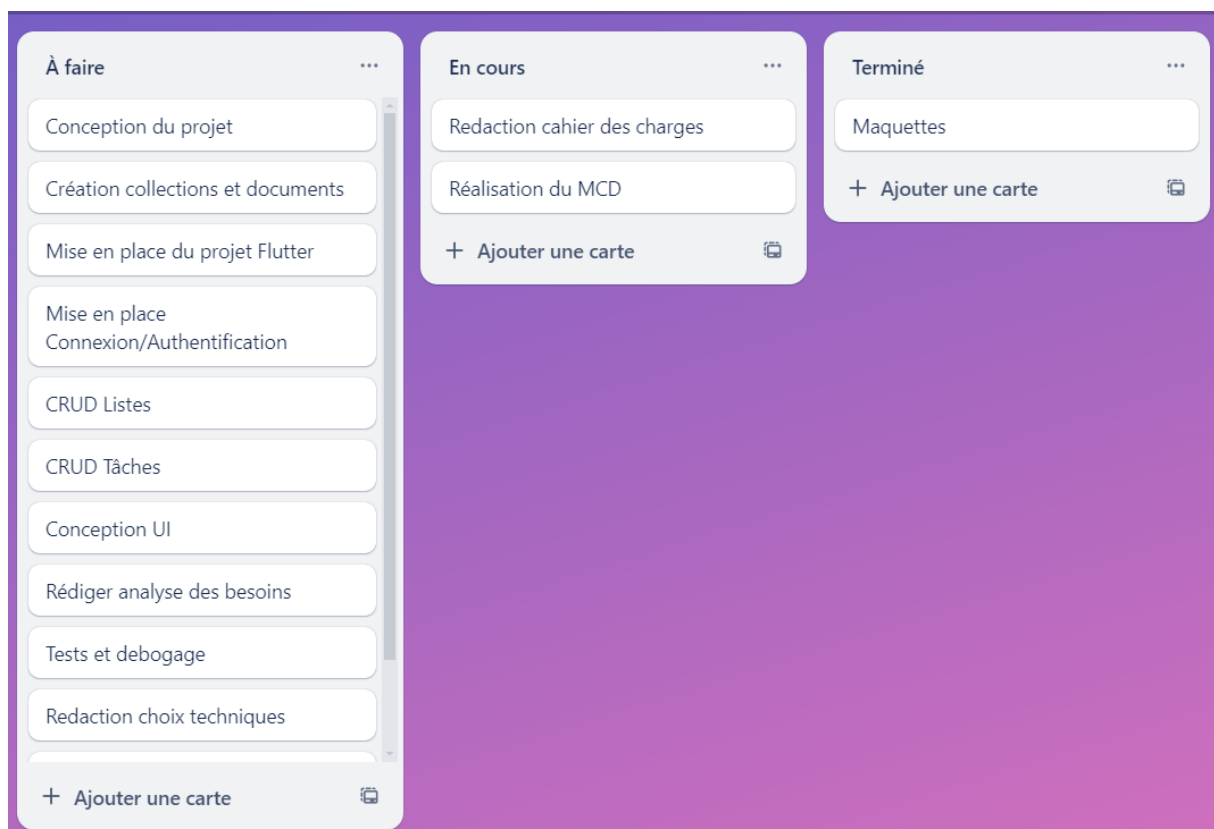 À faire
Conception du projet
Création collections et documents
Mise en place du projet Flutter
Mise en place
Connexion/Authentification
CRUD Listes
CRUD Tâches
Conception UI
Rédiger analyse des besoins
Tests et debogage
Redaction choix techniques
+ Ajouter une carte
En cours
Redaction cahier des charges
Réalisation du MCD
+ Ajouter une carte
Terminé
Maquettes
+ Ajouter une carte